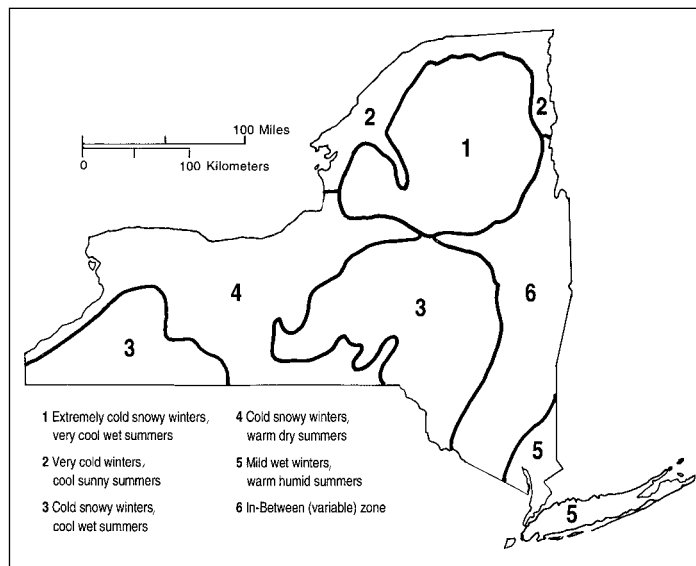 2
2
1
100 Miles
0
100 Kilometers
4
3
6
3
5
5
1 Extremely cold snowy winters,
very cool wet summers
2 Very cold winters,
cool sunny summers
3 Cold snowy winters,
cool wet summers
4 Cold snowy winters,
warm dry summers
5 Mild wet winters,
warm humid summers
6 In-Between (variable) zone